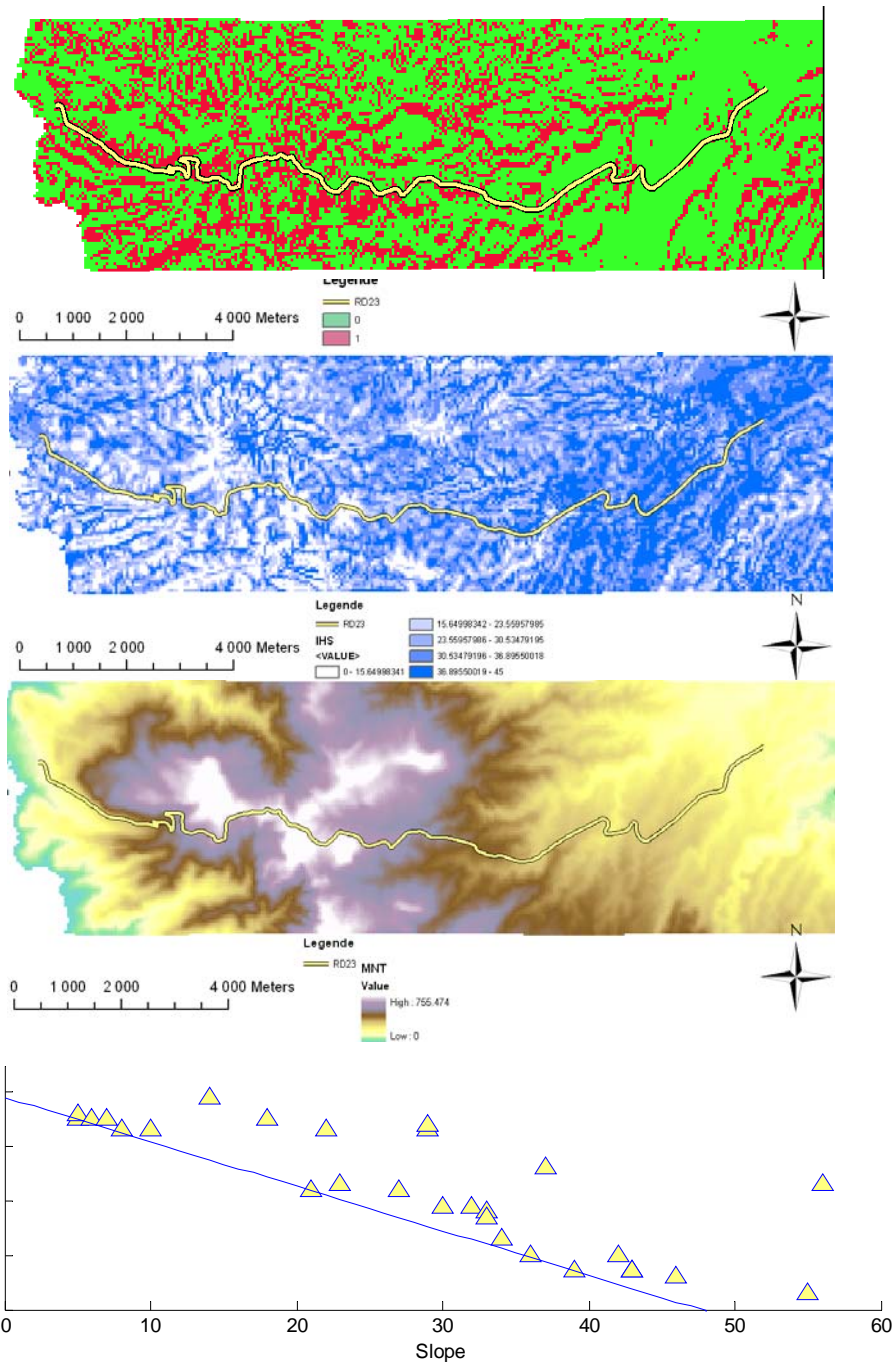 Legende
RD23
0
1
0 1 000 2 000 4 000 Meters
N
Legende
RD23
IHS
<VALUE>
0 - 15.64998341
15.64998342 - 23.55957985
23.55957986 - 30.53479195
30.53479196 - 36.89550018
36.89550019 - 45
0 1 000 2 000 4 000 Meters
N
Legende
RD23
MNT
Value
High : 755.474
Low : 0
0 1 000 2 000 4 000 Meters
0 10 20 30 40 50 60
Slope